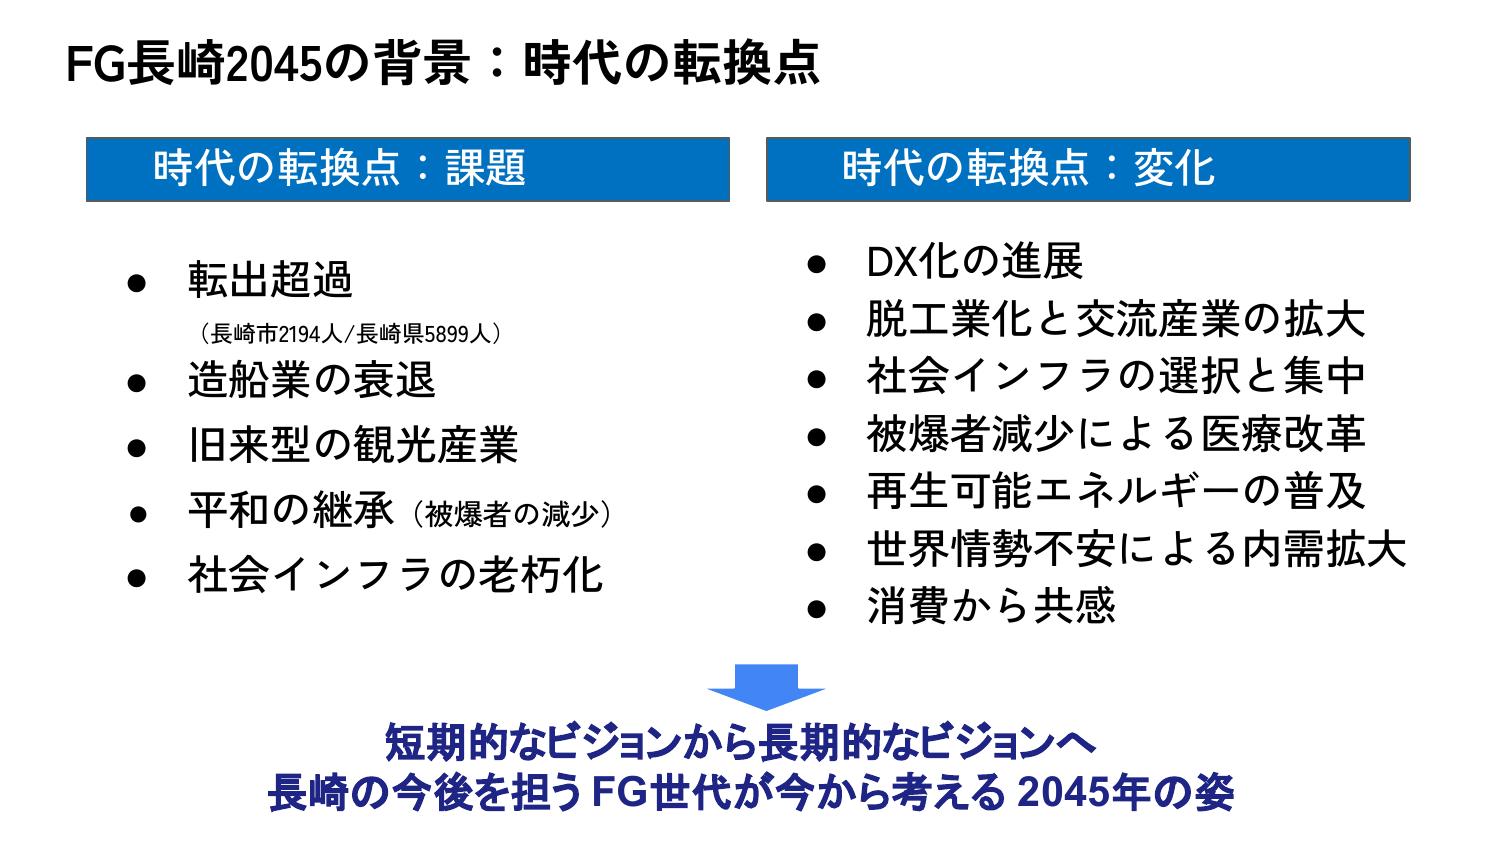 FG長崎2045の背景：時代の転換点
時代の転換点：課題
● 転出超過
（長崎市2194人/長崎県5899人）
● 造船業の衰退
● 旧来型の観光産業
● 平和の継承（被爆者の減少）
● 社会インフラの老朽化
時代の転換点：変化
● DX化の進展
● 脱工業化と交流産業の拡大
● 社会インフラの選択と集中
● 被爆者減少による医療改革
● 再生可能エネルギーの普及
● 世界情勢不安による内需拡大
● 消費から共感
短期的なビジョンから長期的なビジョンへ
長崎の今後を担う FG世代が今から考える 2045年の姿